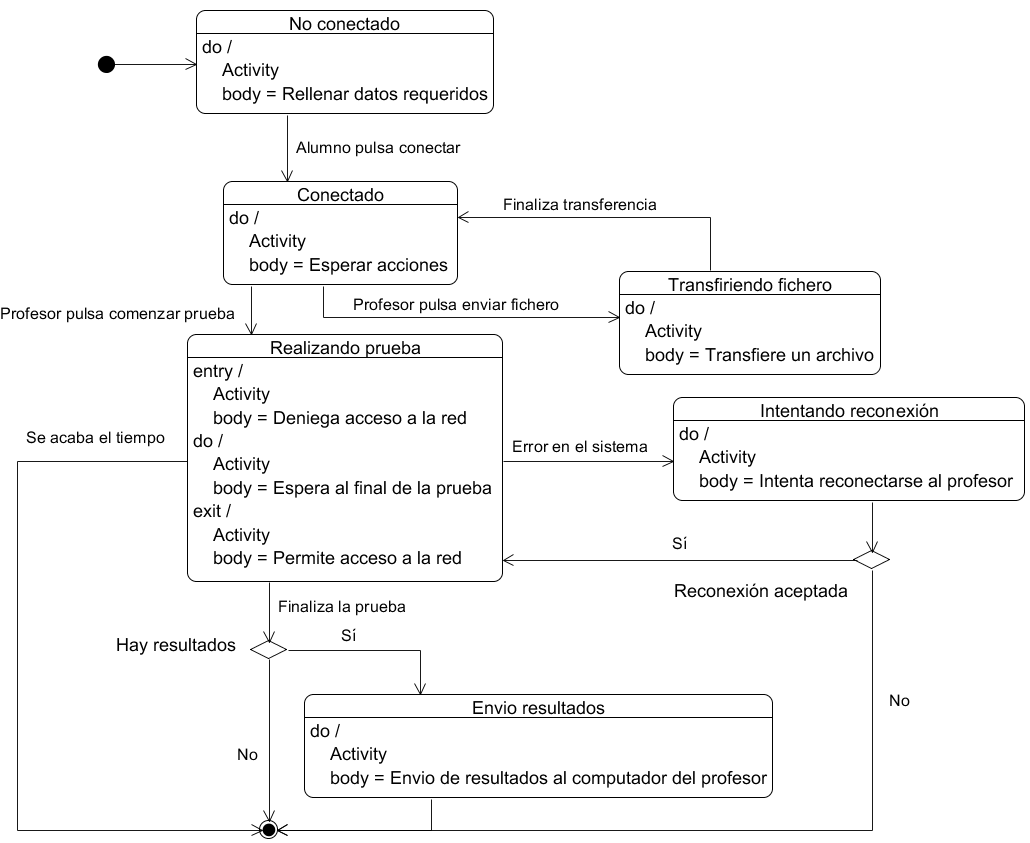 No conectado
do /
Activity
body = Rellenar datos requeridos
Alumno pulsa conectar
Conectado
do /
Activity
body = Esperar acciones
Finaliza transferencia
Profesor pulsa enviar fichero
Transfiriendo fichero
do /
Activity
body = Transfiere un archivo
Profesor pulsa comenzar prueba
Realizando prueba
entry /
Activity
body = Deniega acceso a la red
do /
Activity
body = Espera al final de la prueba
exit /
Activity
body = Permite acceso a la red
Se acaba el tiempo
Error en el sistema
Intentando reconexión
do /
Activity
body = Intenta reconectarse al profesor
Sí
Reconexión aceptada
Finaliza la prueba
Hay resultados
Sí
No
Envio resultados
do /
Activity
body = Envio de resultados al computador del profesor
No